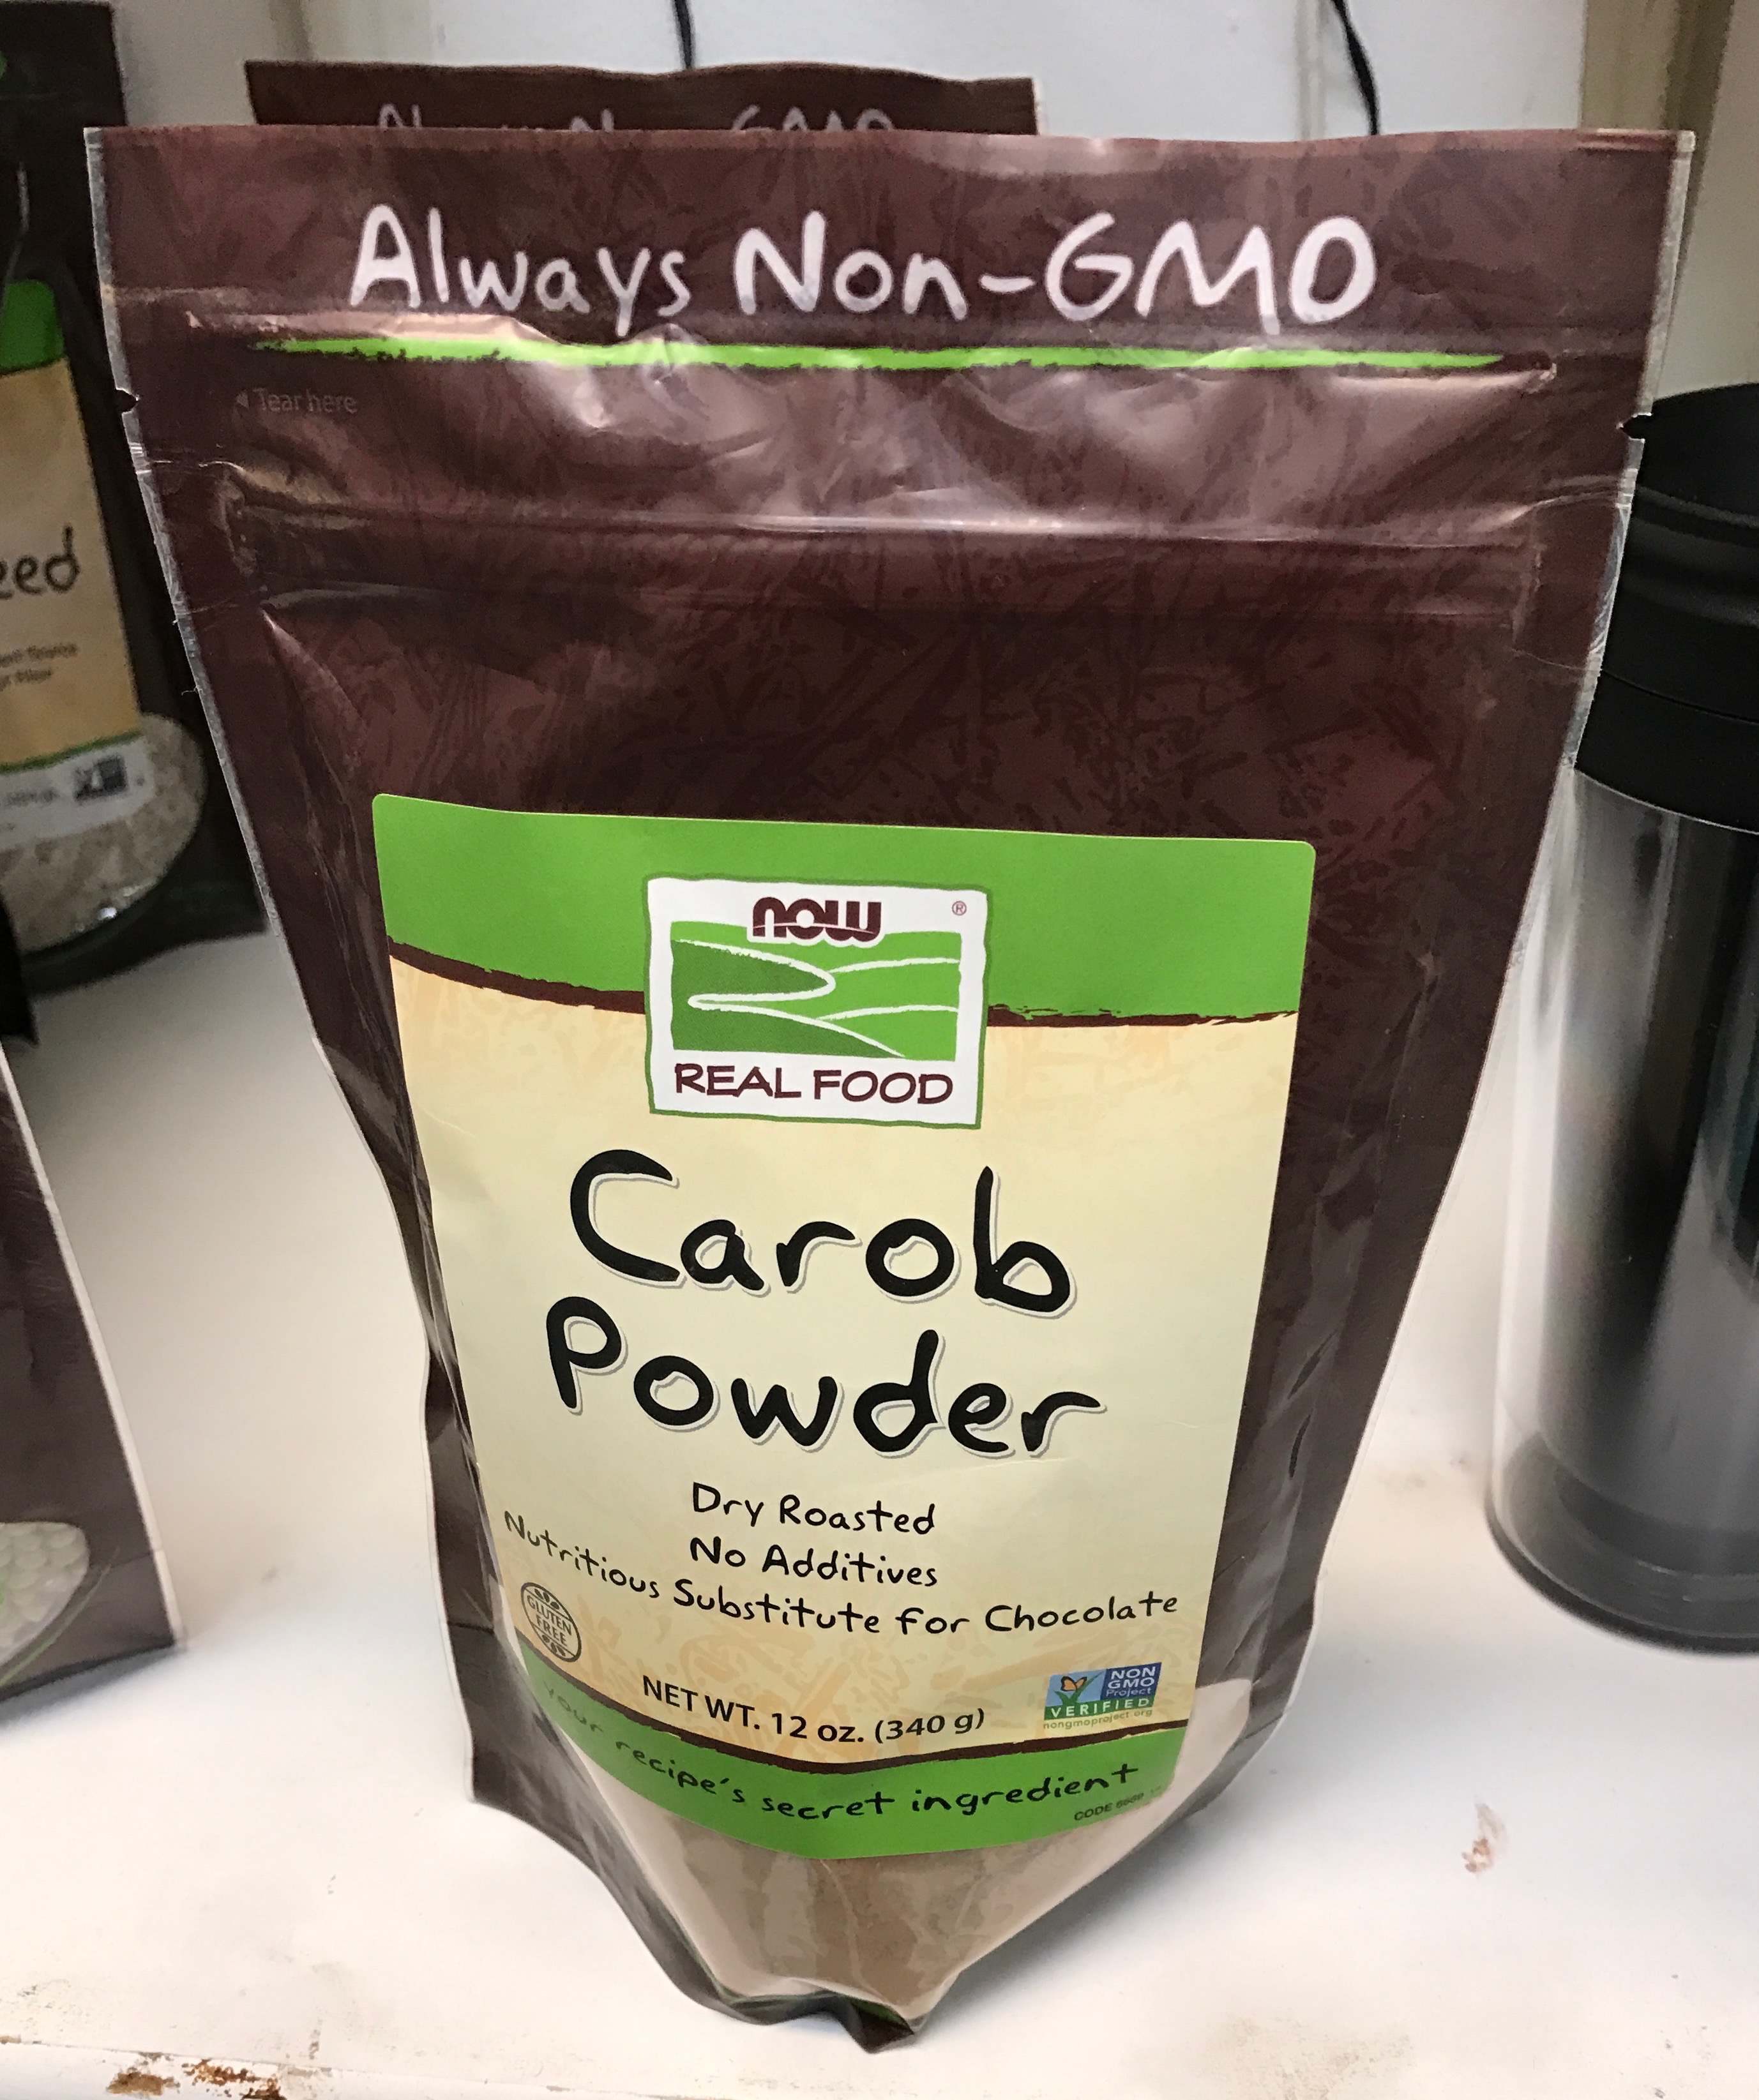 Always Non-GMO
Tear here
now ®
REAL FOOD
Carob
Powder
Dry Roasted
No Additives
Nutritious Substitute for Chocolate
GLUTEN
FREE
NET WT. 12 oz. (340 g)
NON
GMO
Project
VERIFIED
nongmoproject.org
your recipe's secret ingredient
CODE
eed